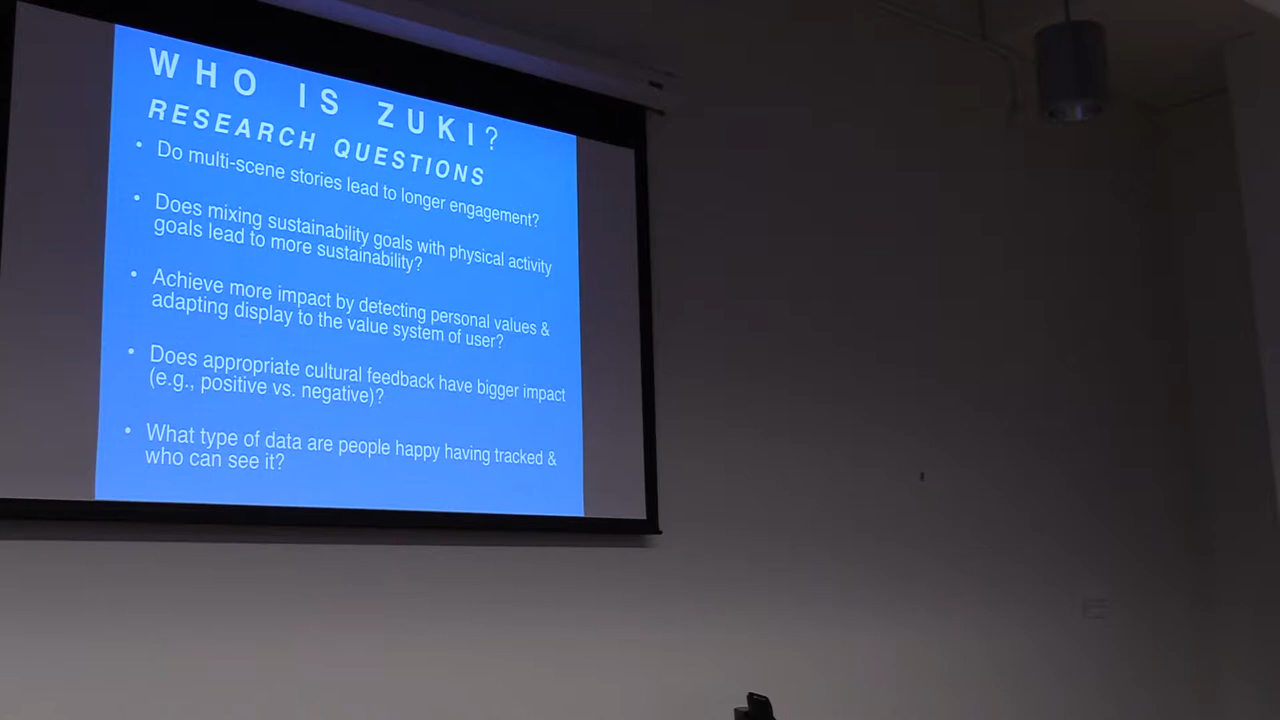 WHO IS ZUKI?
RESEARCH QUESTIONS
• Do multi-scene stories lead to longer engagement?
• Does mixing sustainability goals with physical activity
goals lead to more sustainability?
• Achieve more impact by detecting personal values &
adapting display to the value system of user?
• Does appropriate cultural feedback have bigger impact
(e.g., positive vs. negative)?
• What type of data are people happy having tracked &
who can see it?